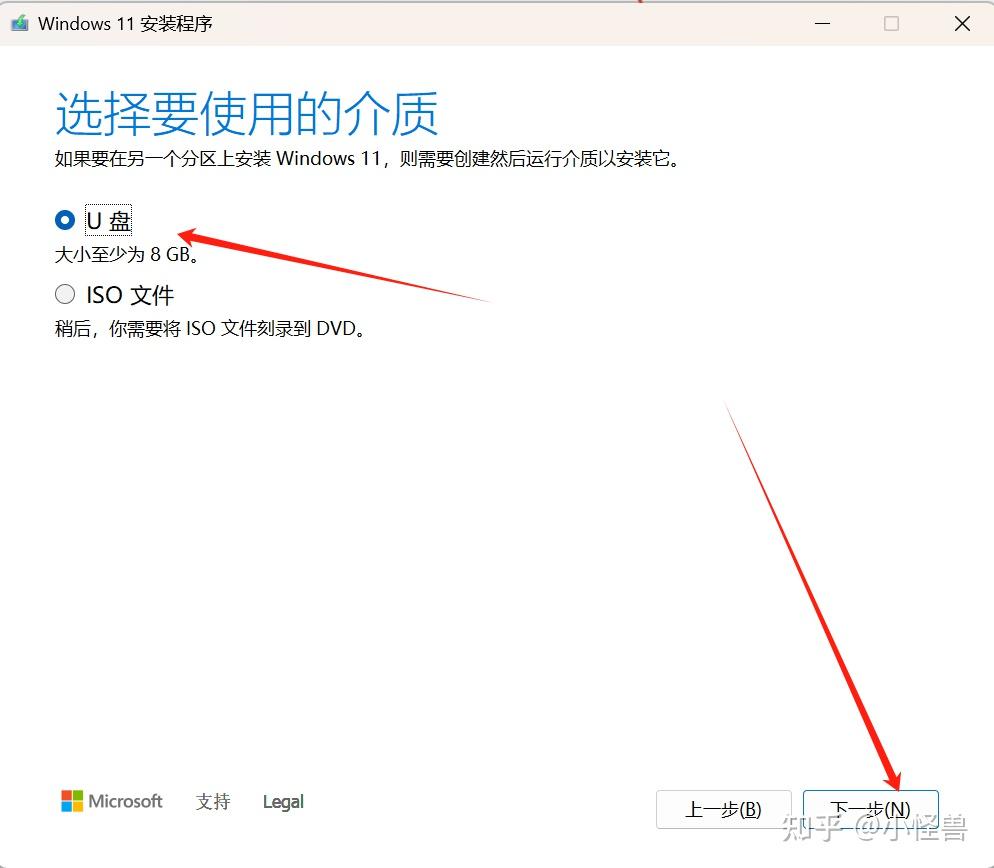 Windows 11 安装程序
选择要使用的介质
如果要在另一个分区上安装 Windows 11，则需要创建然后运行介质以安装它。
U 盘
大小至少为 8 GB。
ISO 文件
稍后，你需要将 ISO 文件刻录到 DVD。
Microsoft 支持 Legal 上一步(B) 下一步(N)
知乎 @小怪兽